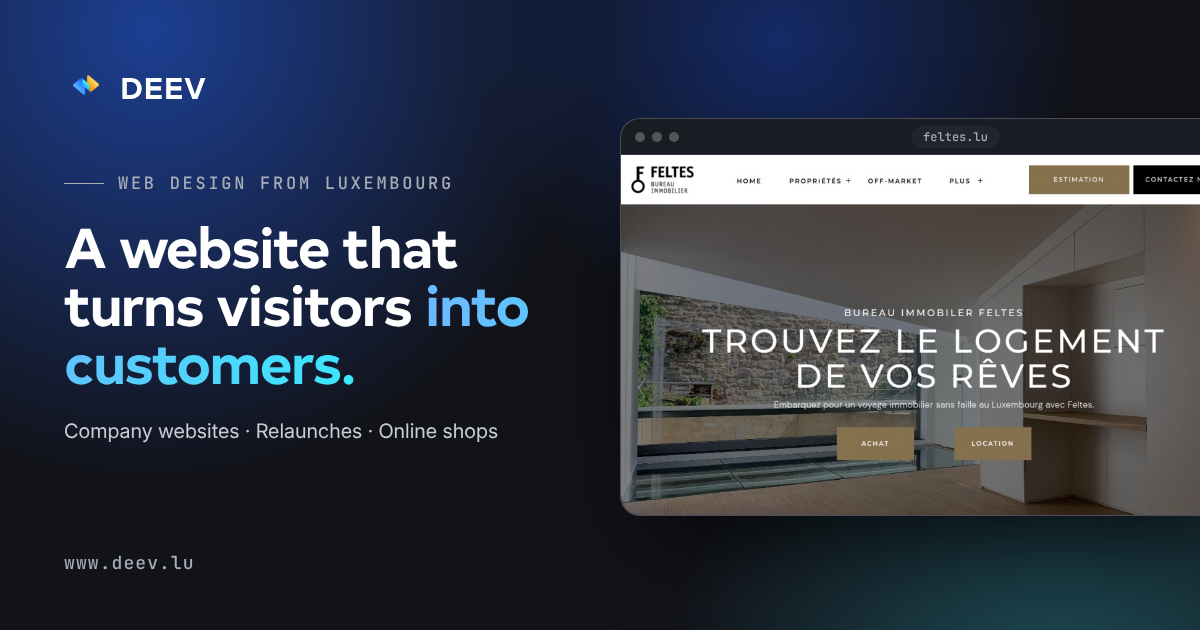 DEEV
WEB DESIGN FROM LUXEMBOURG
A website that
turns visitors into
customers.
Company websites · Relaunches · Online shops
www.deev.lu
feltes.lu
FELTES
BUREAU
IMMOBILIER
HOME
PROPRIÉTÉS +
OFF-MARKET
PLUS +
ESTIMATION
CONTACTEZ
BUREAU IMMOBILER FELTES
TROUVEZ LE LOGEMENT
DE VOS RÊVES
Embarquez pour un voyage immobilier sans faille au Luxembourg avec Feltes.
ACHAT
LOCATION